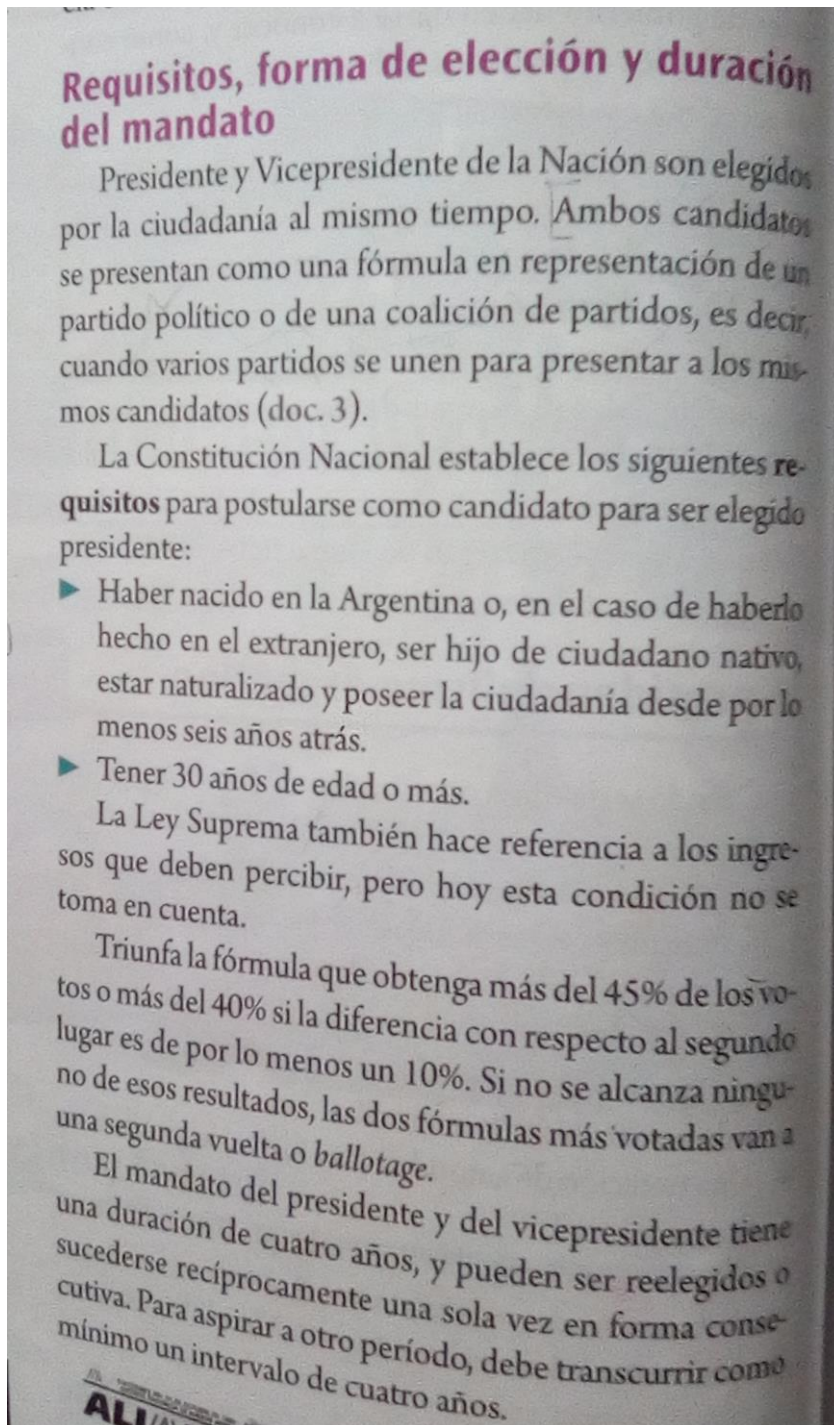 Requisitos, forma de elección y duración
del mandato
Presidente y Vicepresidente de la Nación son elegidos
por la ciudadanía al mismo tiempo. Ambos candidatos
se presentan como una fórmula en representación de un
partido político o de una coalición de partidos, es decir,
cuando varios partidos se unen para presentar a los mis-
mos candidatos (doc. 3).
La Constitución Nacional establece los siguientes re-
quisitos para postularse como candidato para ser elegido
presidente:
▶ Haber nacido en la Argentina o, en el caso de haberlo
hecho en el extranjero, ser hijo de ciudadano nativo,
estar naturalizado y poseer la ciudadanía desde por lo
menos seis años atrás.
▶ Tener 30 años de edad o más.
La Ley Suprema también hace referencia a los ingre-
sos que deben percibir, pero hoy esta condición no se
toma en cuenta.
Triunfa la fórmula que obtenga más del 45% de los vo-
tos o más del 40% si la diferencia con respecto al segundo
lugar es de por lo menos un 10%. Si no se alcanza ningu-
no de esos resultados, las dos fórmulas más votadas van a
una segunda vuelta o ballotage.
El mandato del presidente y del vicepresidente tiene
una duración de cuatro años, y pueden ser reelegidos o
sucederse recíprocamente una sola vez en forma conse-
cutiva. Para aspirar a otro período, debe transcurrir como
mínimo un intervalo de cuatro años.